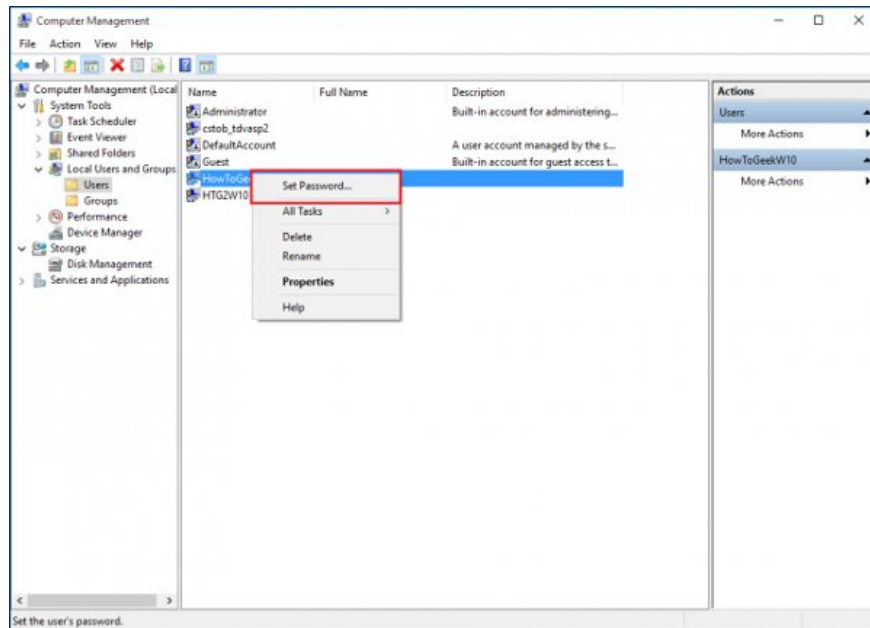 Computer Management
File Action View Help
Computer Management (Local
System Tools
Task Scheduler
Event Viewer
Shared Folders
Local Users and Groups
Users
Groups
Performance
Device Manager
Storage
Disk Management
Services and Applications
Name Full Name Description
Administrator Built-in account for administering...
cstob_tdvasp2
DefaultAccount A user account managed by the s...
Guest Built-in account for guest access t...
HowToGe
HTG2W10
Set Password...
All Tasks
Delete
Rename
Properties
Help
Actions
Users
More Actions
HowToGeekW10
More Actions
Set the user's password.